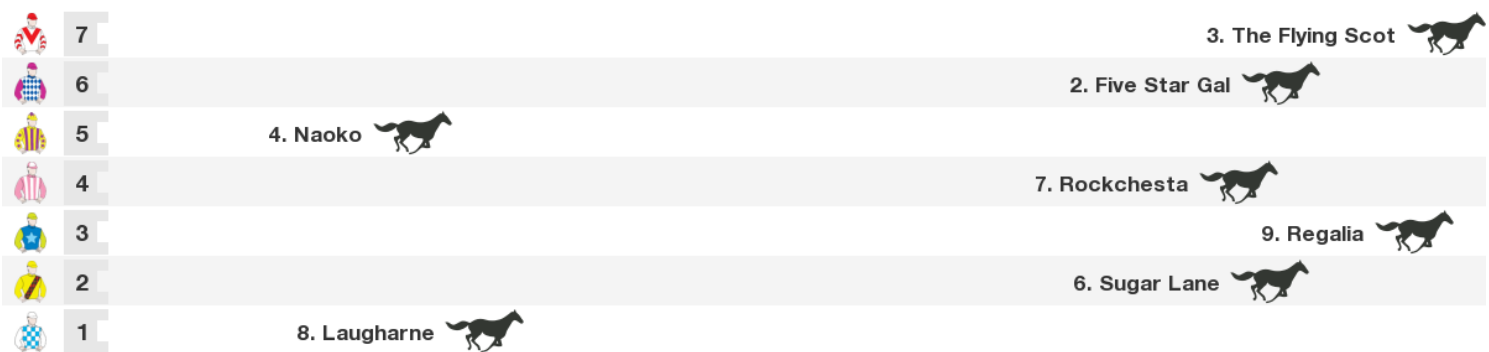 7 3. The Flying Scot
6 2. Five Star Gal
5 4. Naoko
4 7. Rockchesta
3 9. Regalia
2 6. Sugar Lane
1 8. Laugharne